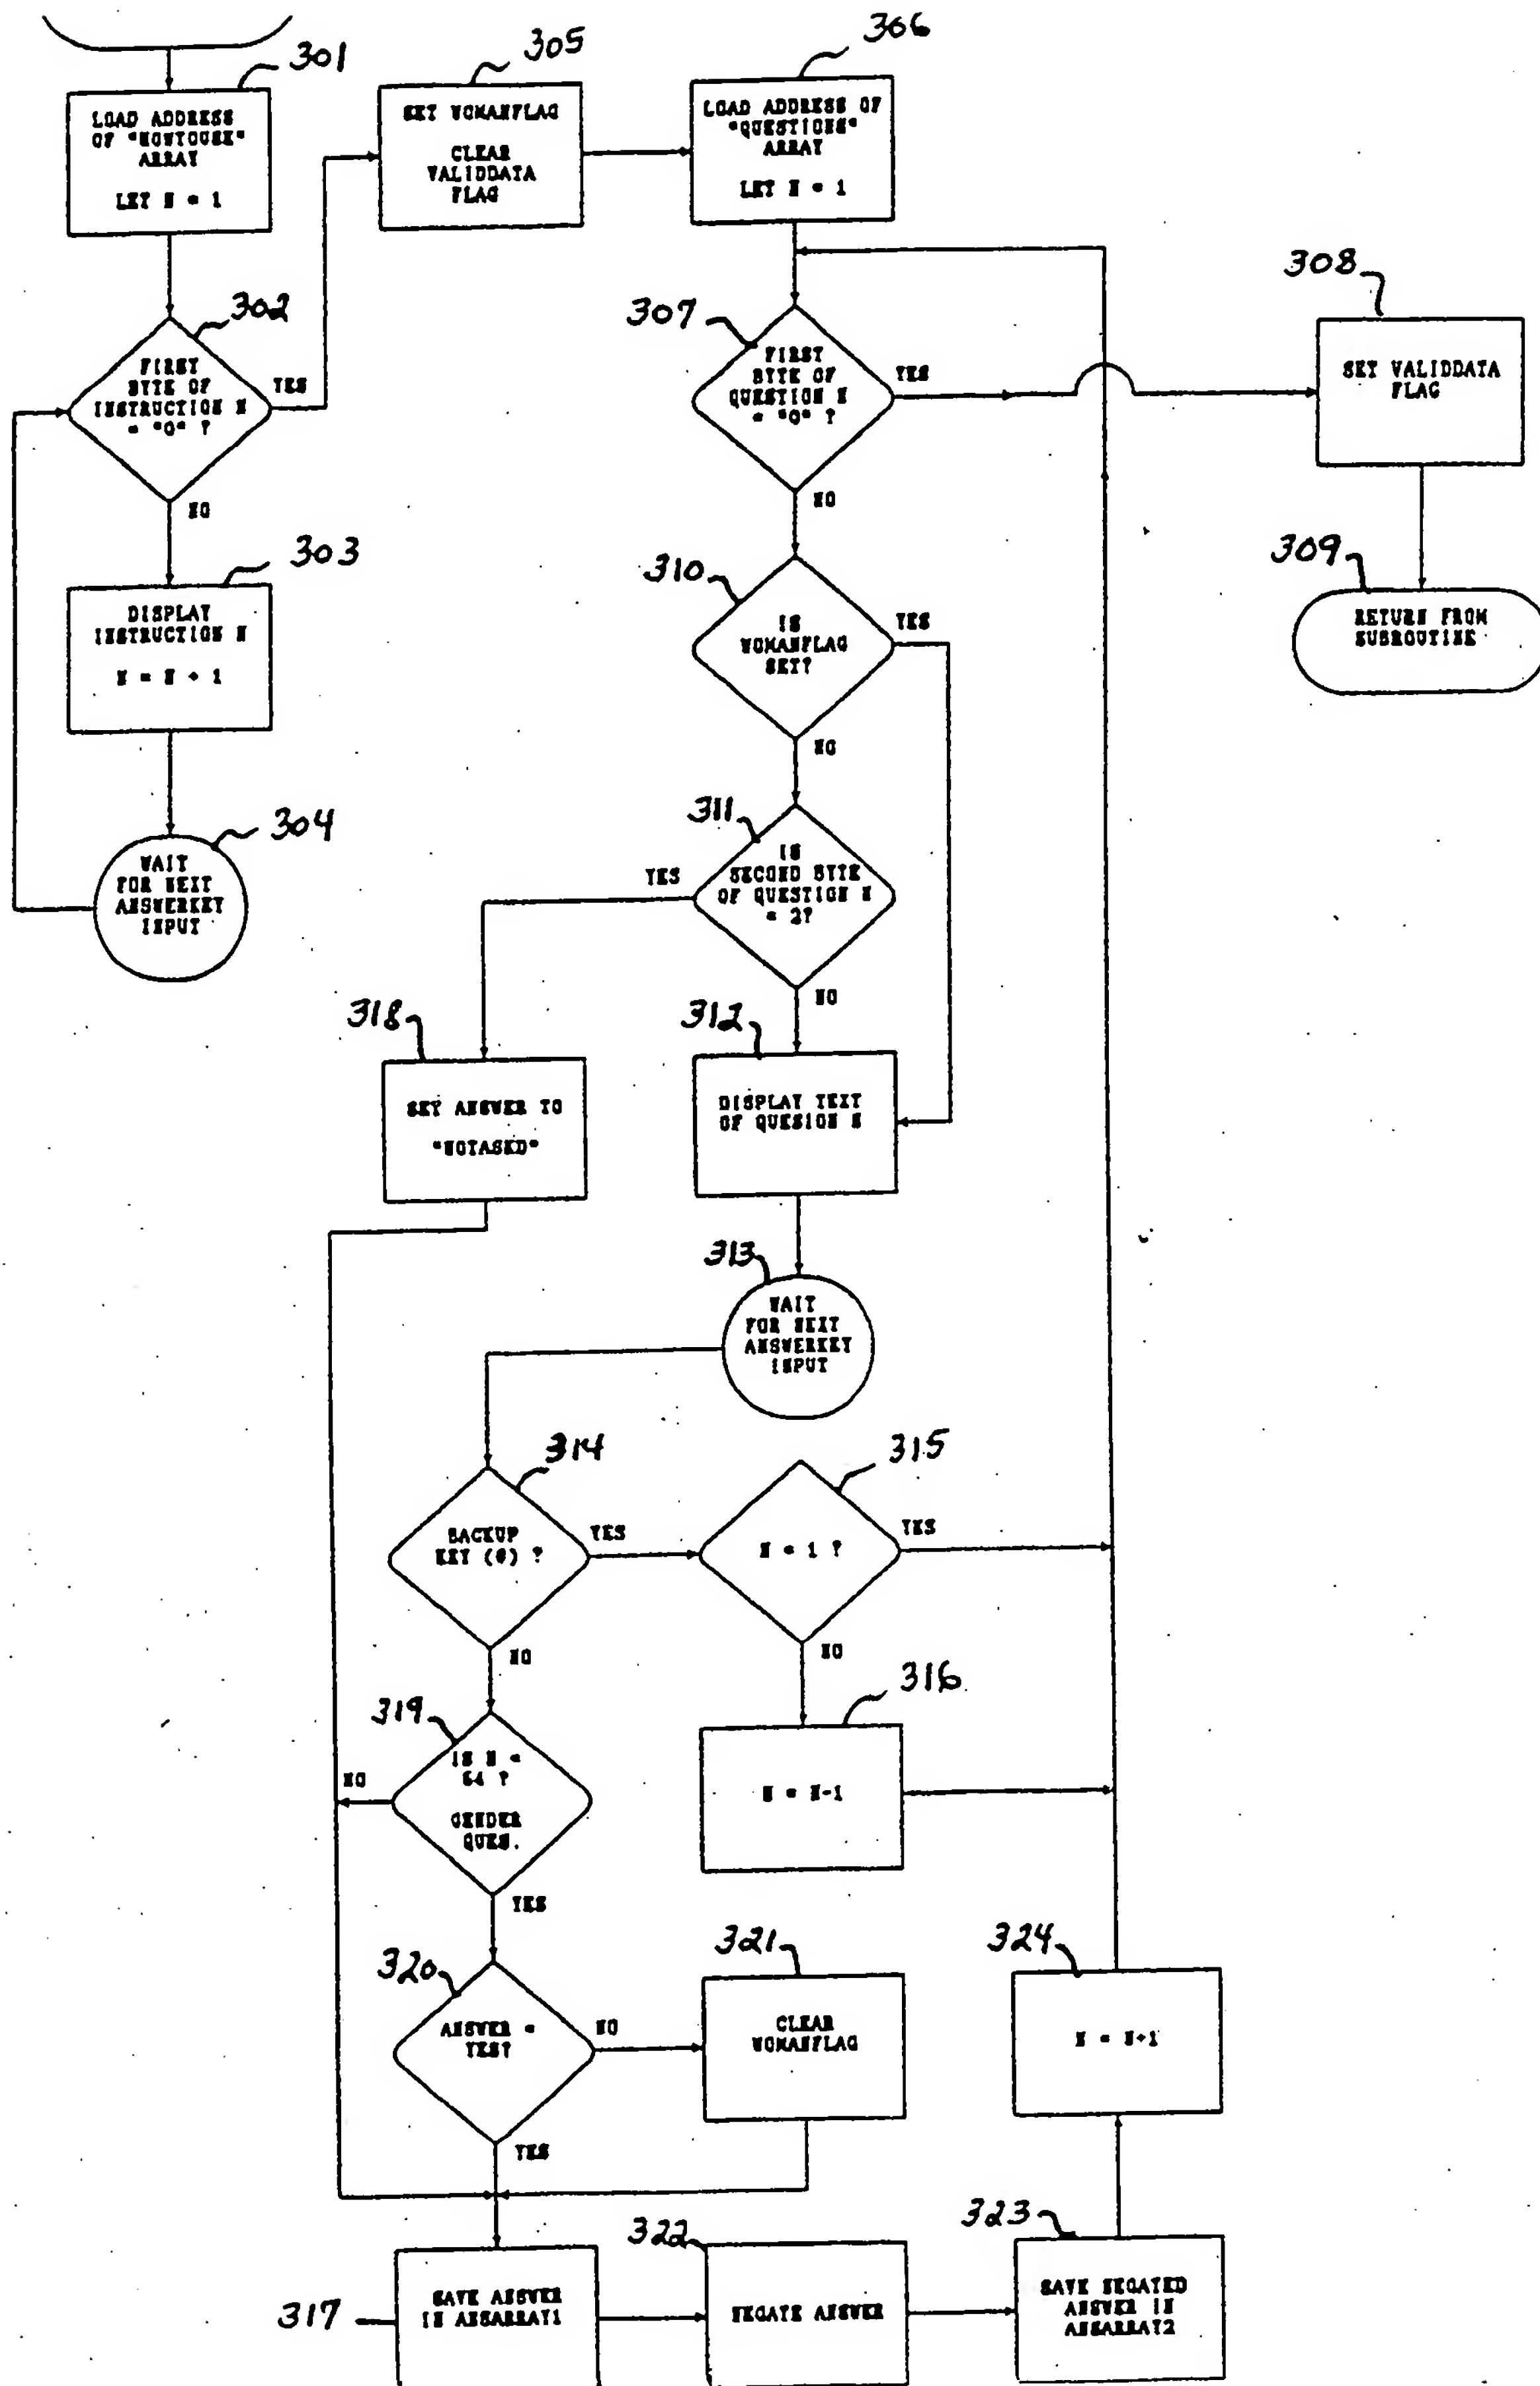 301
LOAD ADDRESS
OF "HOWTOUSE"
ARRAY
LET N = 1
302
FIRST
BYTE OF
INSTRUCTION N
= "0" ?
YES
NO
303
DISPLAY
INSTRUCTION N
N = N + 1
304
WAIT
FOR NEXT
ANSWERKEY
INPUT
305
SET WOMANFLAG
CLEAR
VALIDDATA
FLAG
306
LOAD ADDRESS OF
"QUESTIONS"
ARRAY
LET N = 1
307
FIRST
BYTE OF
QUESTION N
= "0" ?
YES
NO
308
SET VALIDDATA
FLAG
309
RETURN FROM
SUBROUTINE
310
IS
WOMANFLAG
SET?
YES
NO
311
IS
SECOND BYTE
OF QUESTION N
= 2?
YES
NO
318
SET ANSWER TO
"NOTASKD"
312
DISPLAY TEXT
OF QUESION N
313
WAIT
FOR NEXT
ANSWERKEY
INPUT
314
BACKUP
KEY (#) ?
YES
NO
315
N = 1 ?
YES
NO
316
N = N-1
319
IS N =
64 ?
GENDER
QUES.
NO
YES
320
ANSWER =
YES?
NO
YES
321
CLEAR
WOMANFLAG
324
N = N+1
317
SAVE ANSWER
IN ANSARRAY1
322
NEGATE ANSWER
323
SAVE NEGATED
ANSWER IN
ANSARRAY2